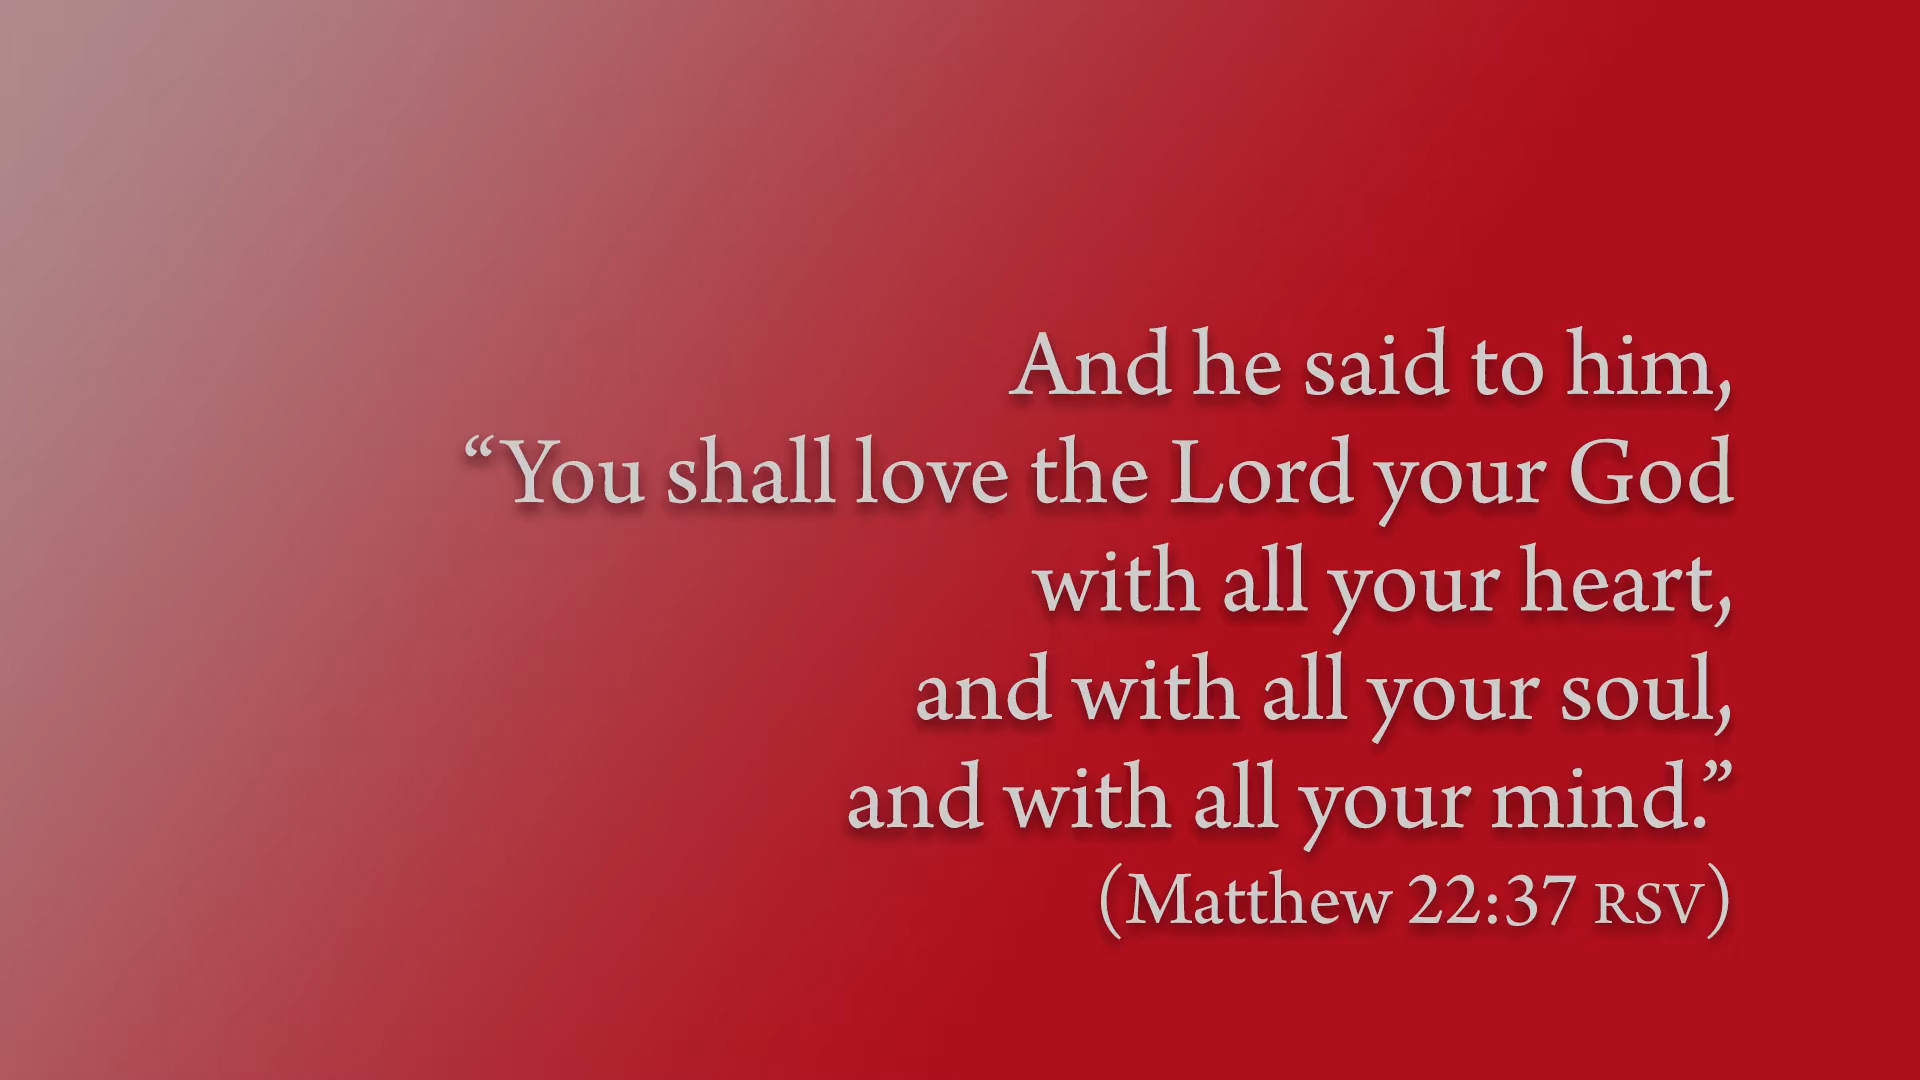 And he said to him,
“You shall love the Lord your God
with all your heart,
and with all your soul,
and with all your mind.”
(Matthew 22:37 RSV)